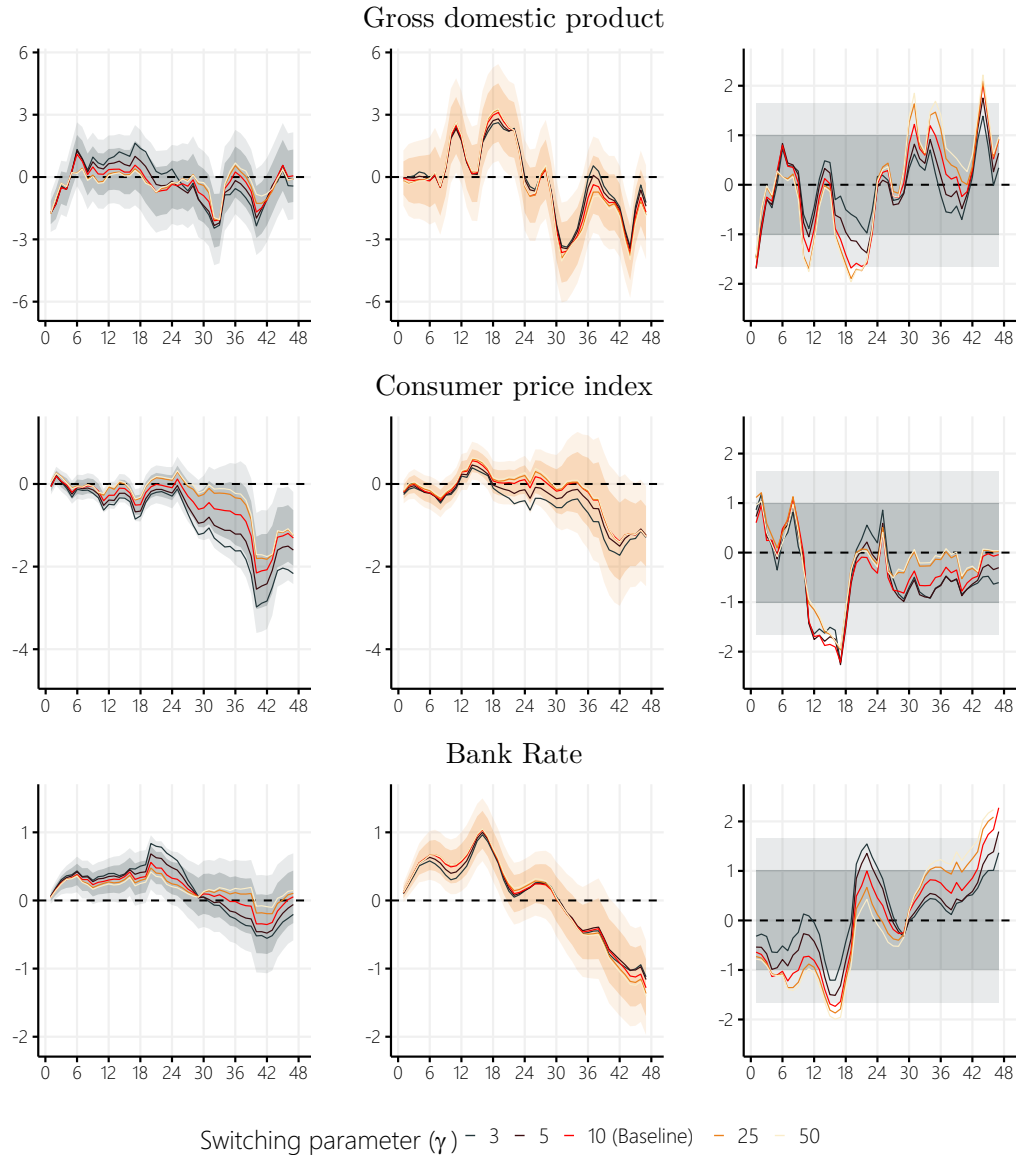 Gross domestic product
6 6
3 3 2
1
0 0 0
-3 -3 -1
-2
-6 -6
0 6 12 18 24 30 36 42 48 0 6 12 18 24 30 36 42 48 0 6 12 18 24 30 36 42 48
Consumer price index
2
1
0 0 0
-2 -2 -1
-4 -4 -2
0 6 12 18 24 30 36 42 48 0 6 12 18 24 30 36 42 48 0 6 12 18 24 30 36 42 48
Bank Rate
2
1 1 1
0 0 0
-1 -1 -1
-2 -2 -2
0 6 12 18 24 30 36 42 48 0 6 12 18 24 30 36 42 48 0 6 12 18 24 30 36 42 48
Switching parameter (γ) 3 5 10 (Baseline) 25 50